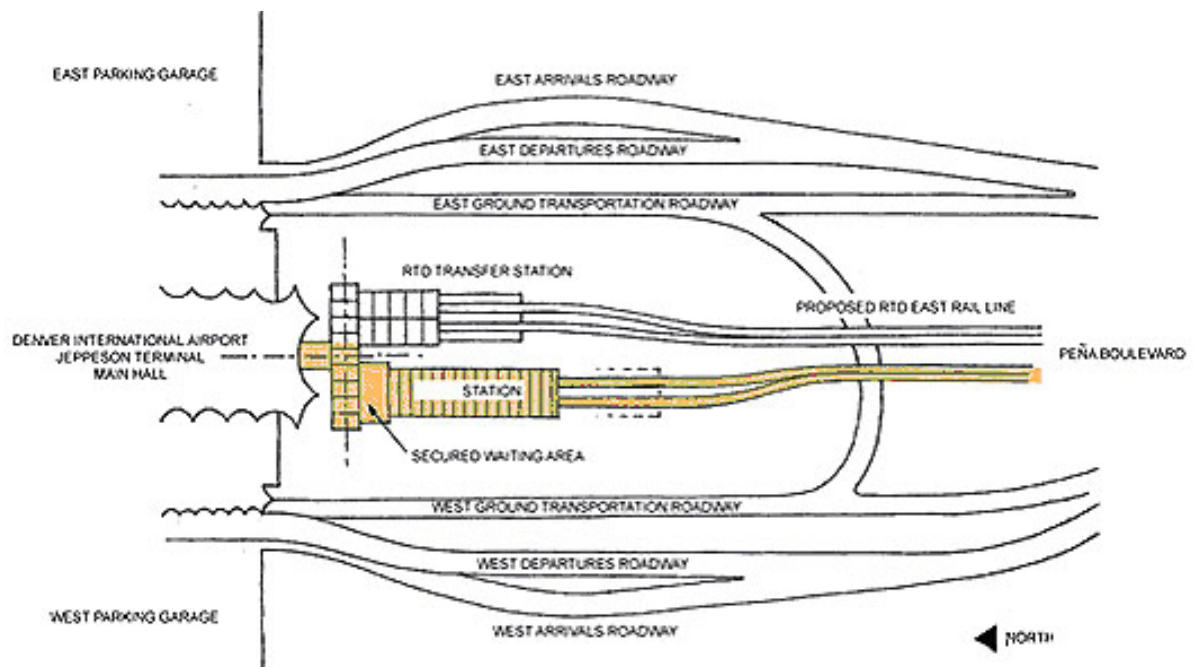 EAST PARKING GARAGE
EAST ARRIVALS ROADWAY
EAST DEPARTURES ROADWAY
EAST GROUND TRANSPORTATION ROADWAY
RTD TRANSFER STATION
PROPOSED RTD EAST RAIL LINE
DENVER INTERNATIONAL AIRPORT
JEPPESON TERMINAL
MAIN HALL
PEÑA BOULEVARD
STATION
SECURED WAITING AREA
WEST GROUND TRANSPORTATION ROADWAY
WEST DEPARTURES ROADWAY
WEST PARKING GARAGE
WEST ARRIVALS ROADWAY
NORTH